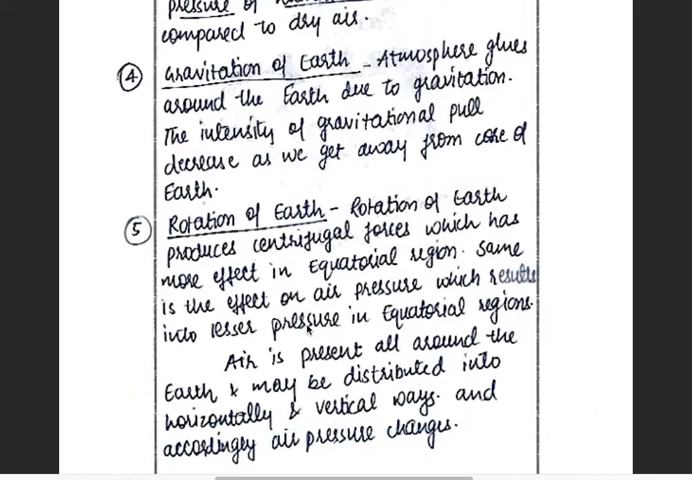 pressure of
compared to dry air.
④ Gravitation of Earth - Atmosphere glues
around the Earth due to gravitation.
The intensity of gravitational pull
decrease as we get away from core of
Earth.
⑤ Rotation of Earth - Rotation of Earth
produces centrifugal forces which has
more effect in Equatorial region. Same
is the effect on air pressure which results
into lesser pressure in Equatorial regions.
Air is present all around the
Earth & may be distributed into
horizontally & vertical ways. and
accordingly air pressure changes.